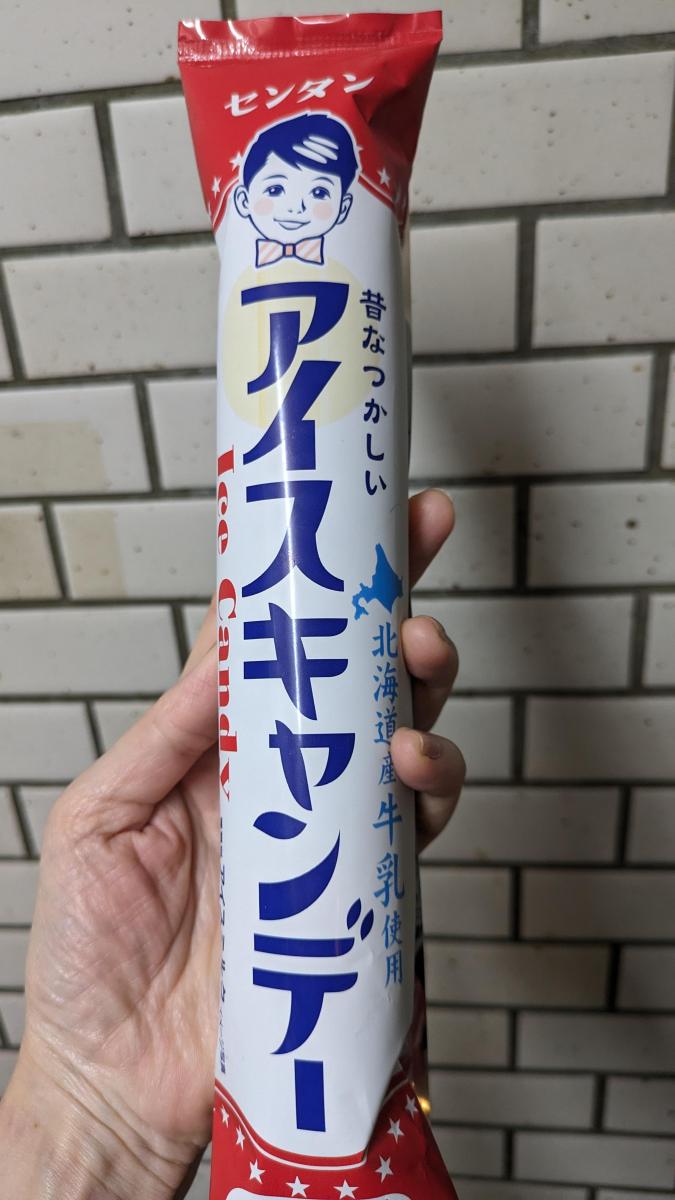 センタン
昔なつかしい
アイスキャンデー
北海道産牛乳使用
Ice Candy